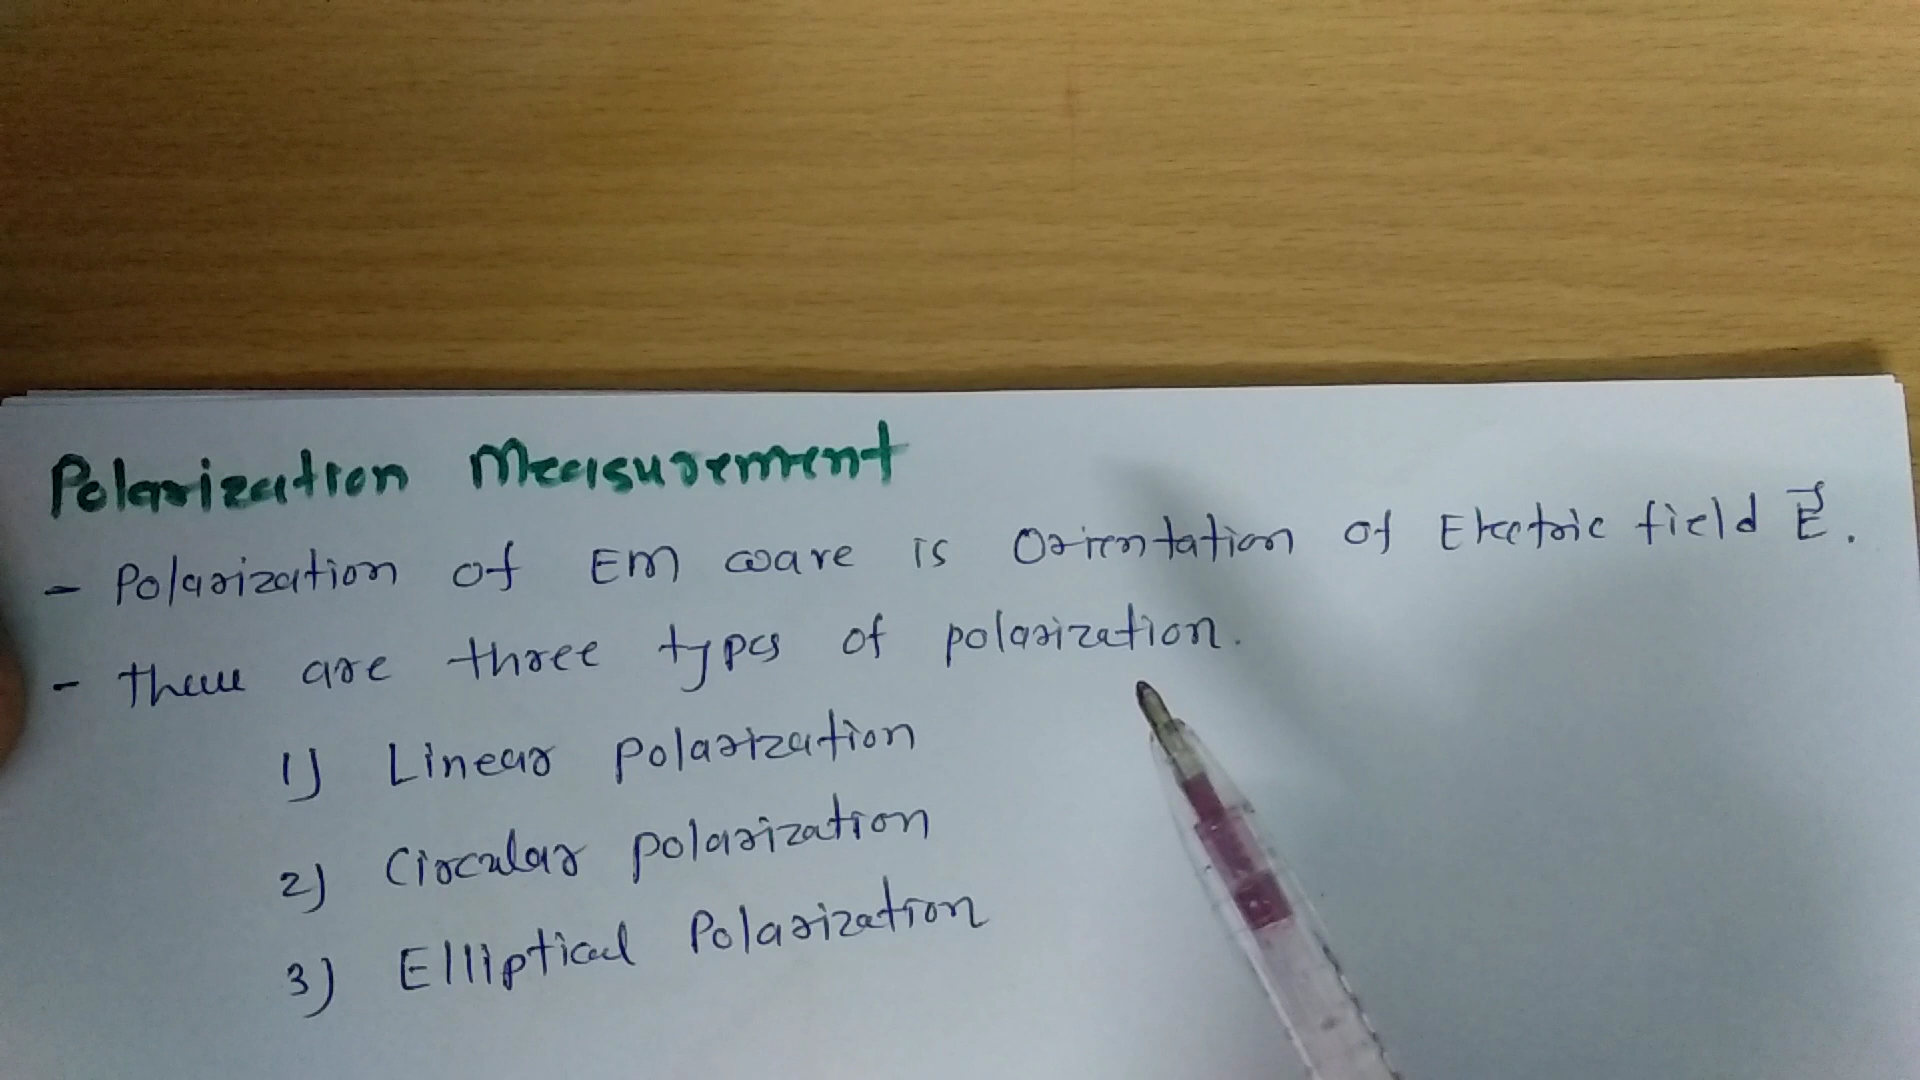 Polarization Measurement
- Polarization of EM wave is Orientation of Electric field E⃗.
- there are three types of polarization.
1) Linear polarization
2) Circular polarization
3) Elliptical Polarization